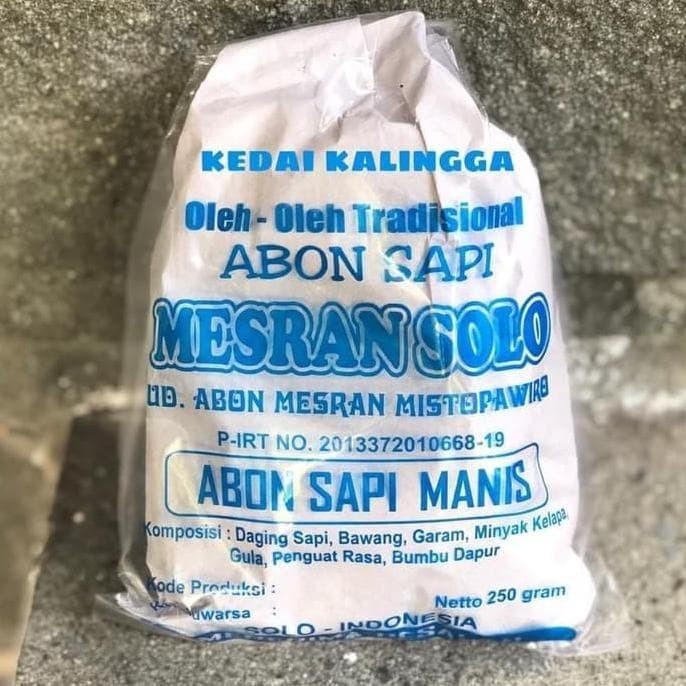 KEDAI KALINGGA
Oleh - Oleh Tradisional
ABON SAPI
MESRAN SOLO
UD. ABON MESRAN MISTOPAWIRO
P-IRT NO. 2013372010668-19
ABON SAPI MANIS
Komposisi : Daging Sapi, Bawang, Garam, Minyak Kelapa,
Gula, Penguat Rasa, Bumbu Dapur
Kode Produksi :
Netto 250 gram
SOLO - INDONESIA